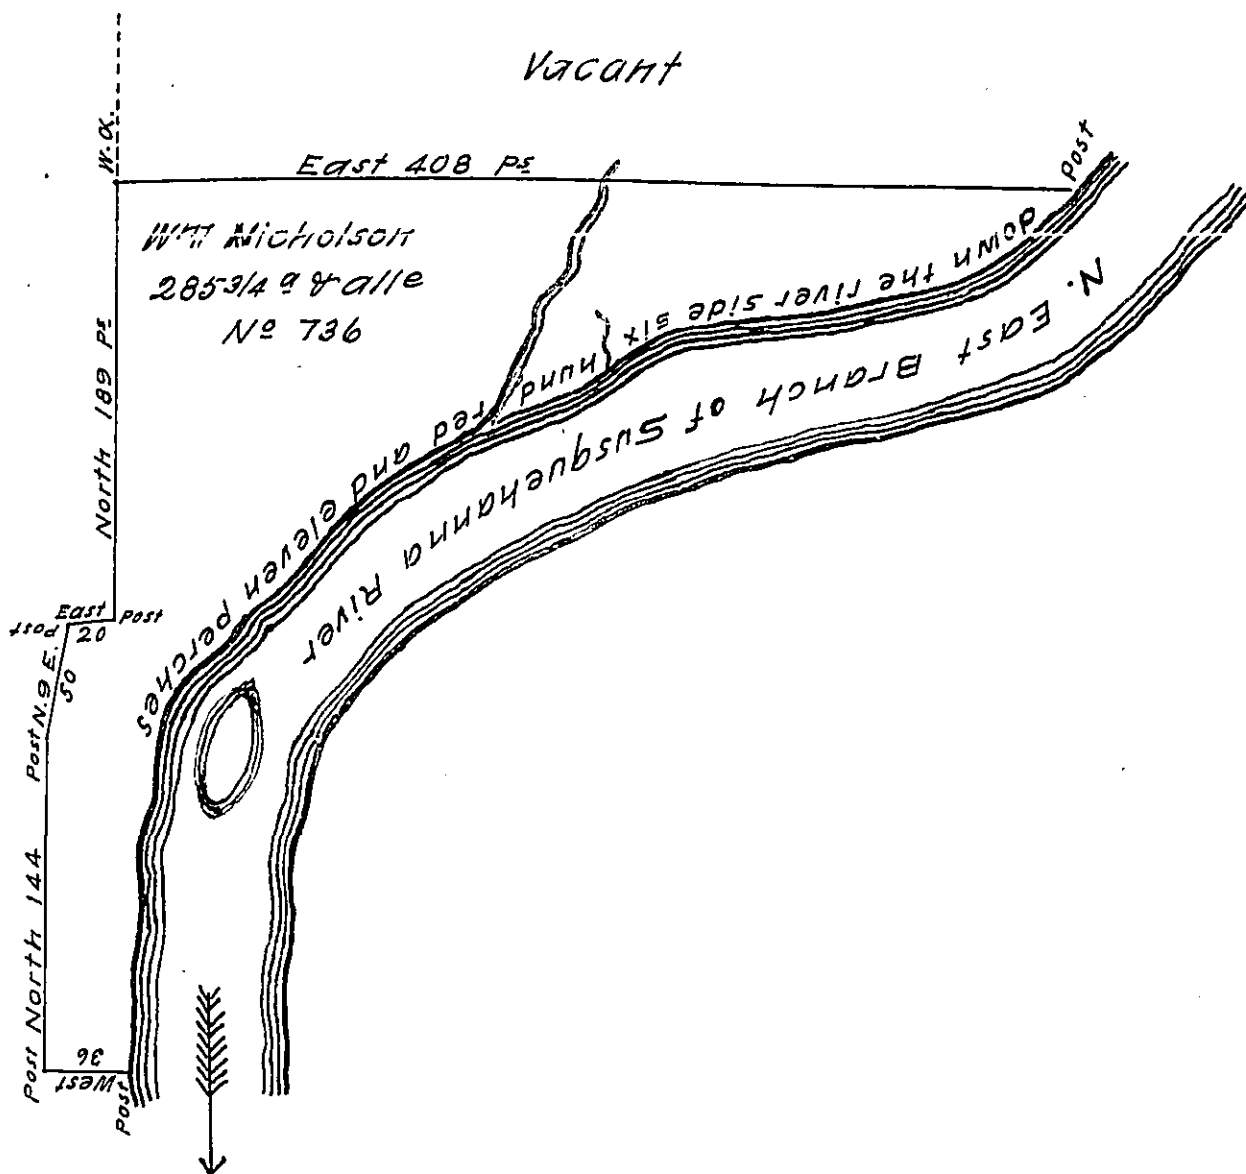 Vacant
W.O.
East 408 Ps
Post
Wm Nicholson
285 3/4 a & alle
No 736
North 189 Ps
down the river side six hund red and eleven perches
N. East Branch of Susquehanna River
East
20
Post
Post
N. 9 E.
50
Post
North 144
Post
West
36
Post